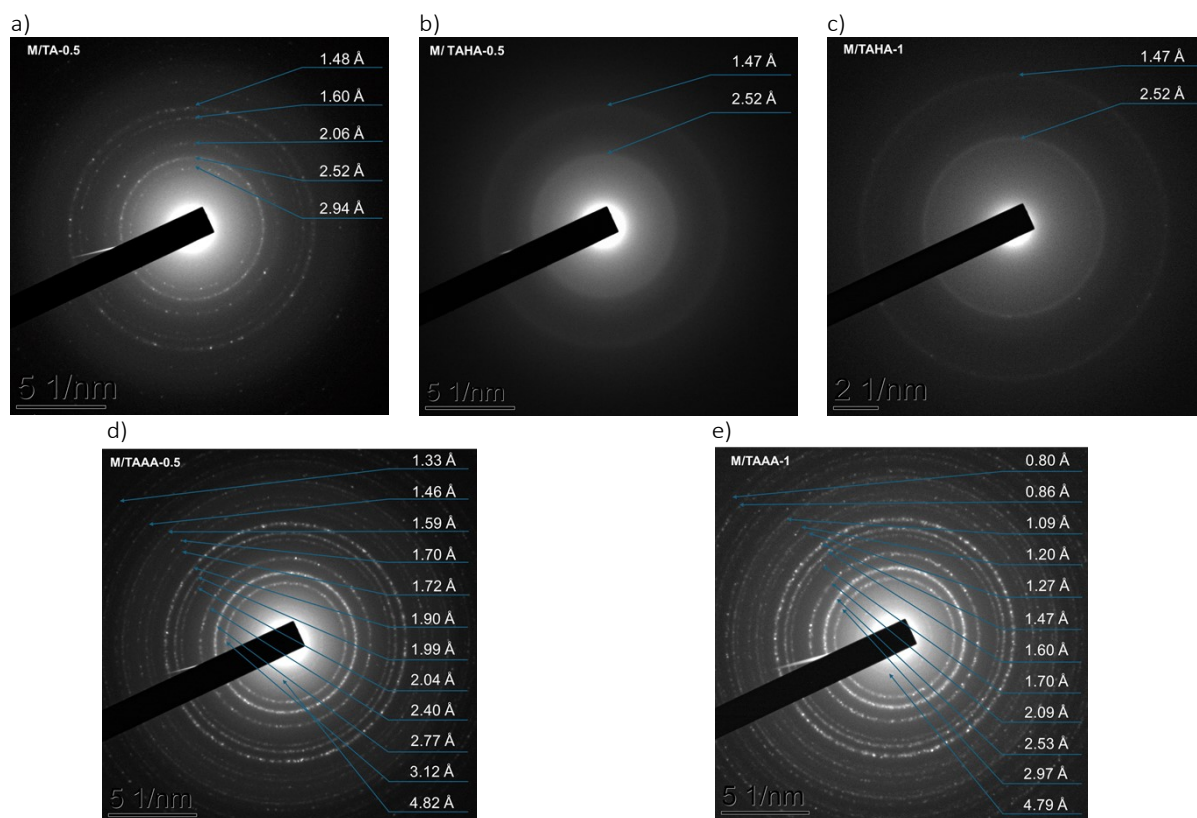 a)
M/TA-0.5
1.48 Å
1.60 Å
2.06 Å
2.52 Å
2.94 Å
5 1/nm
b)
M/ TAHA-0.5
1.47 Å
2.52 Å
5 1/nm
c)
M/TAHA-1
1.47 Å
2.52 Å
2 1/nm
d)
M/TAAA-0.5
1.33 Å
1.46 Å
1.59 Å
1.70 Å
1.72 Å
1.90 Å
1.99 Å
2.04 Å
2.40 Å
2.77 Å
3.12 Å
4.82 Å
5 1/nm
e)
M/TAAA-1
0.80 Å
0.86 Å
1.09 Å
1.20 Å
1.27 Å
1.47 Å
1.60 Å
1.70 Å
2.09 Å
2.53 Å
2.97 Å
4.79 Å
5 1/nm